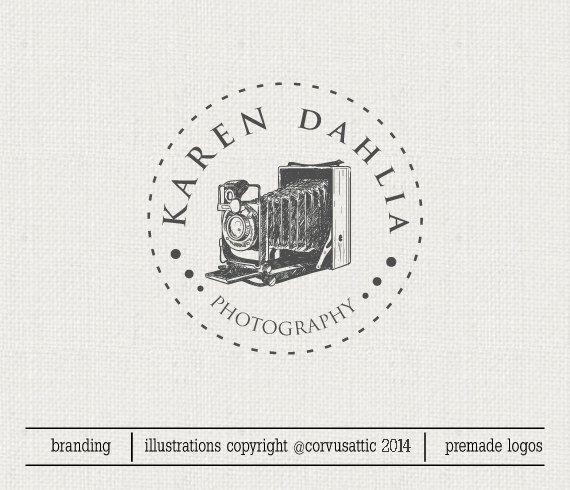 KAREN DAHLIA
PHOTOGRAPHY
branding | illustrations copyright @corvusattic 2014 | premade logos